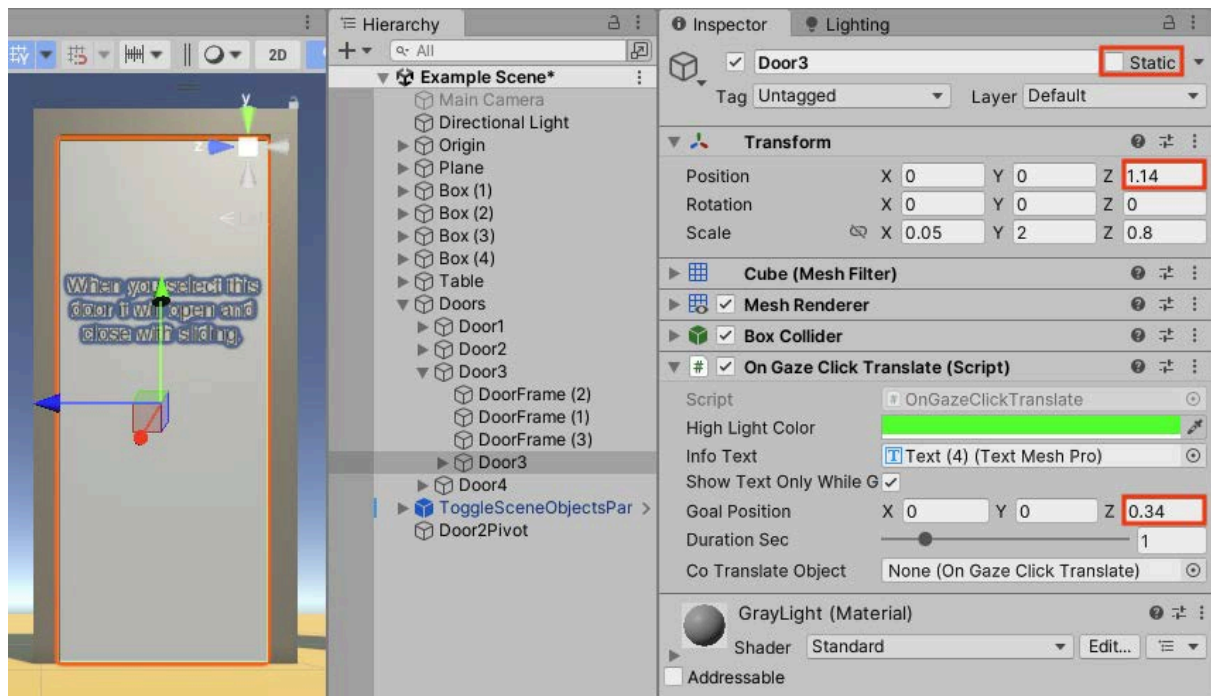 2D
y
z
When you select this
door it will open and
close with sliding.
Hierarchy
All
Example Scene*
Main Camera
Directional Light
Origin
Plane
Box (1)
Box (2)
Box (3)
Box (4)
Table
Doors
Door1
Door2
Door3
DoorFrame (2)
DoorFrame (1)
DoorFrame (3)
Door3
Door4
ToggleSceneObjectsPar
Door2Pivot
Inspector Lighting
Door3 Static
Tag Untagged Layer Default
Transform
Position X 0 Y 0 Z 1.14
Rotation X 0 Y 0 Z 0
Scale X 0.05 Y 2 Z 0.8
Cube (Mesh Filter)
Mesh Renderer
Box Collider
# On Gaze Click Translate (Script)
Script # OnGazeClickTranslate
High Light Color
Info Text T Text (4) (Text Mesh Pro)
Show Text Only While G
Goal Position X 0 Y 0 Z 0.34
Duration Sec 1
Co Translate Object None (On Gaze Click Translate)
GrayLight (Material)
Shader Standard Edit...
Addressable